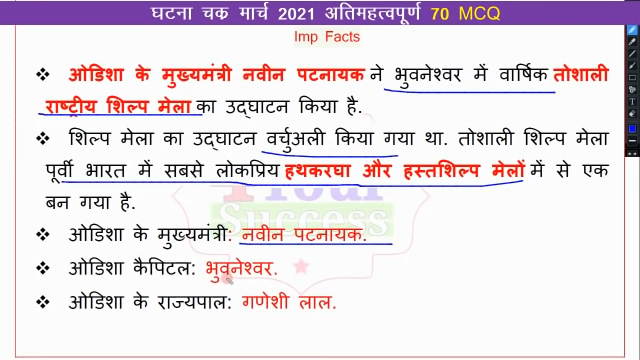 घटना चक्र मार्च 2021 अतिमहत्वपूर्ण 70 MCQ
Imp Facts
❖ ओडिशा के मुख्यमंत्री नवीन पटनायक ने भुवनेश्वर में वार्षिक तोशाली
राष्ट्रीय शिल्प मेला का उद्घाटन किया है.
❖ शिल्प मेला का उद्घाटन वर्चुअली किया गया था. तोशाली शिल्प मेला
पूर्वी भारत में सबसे लोकप्रिय हथकरघा और हस्तशिल्प मेलों में से एक
बन गया है.
Your
Success
❖ ओडिशा के मुख्यमंत्री: नवीन पटनायक.
❖ ओडिशा कैपिटल: भुवनेश्वर.
❖ ओडिशा के राज्यपाल: गणेशी लाल.